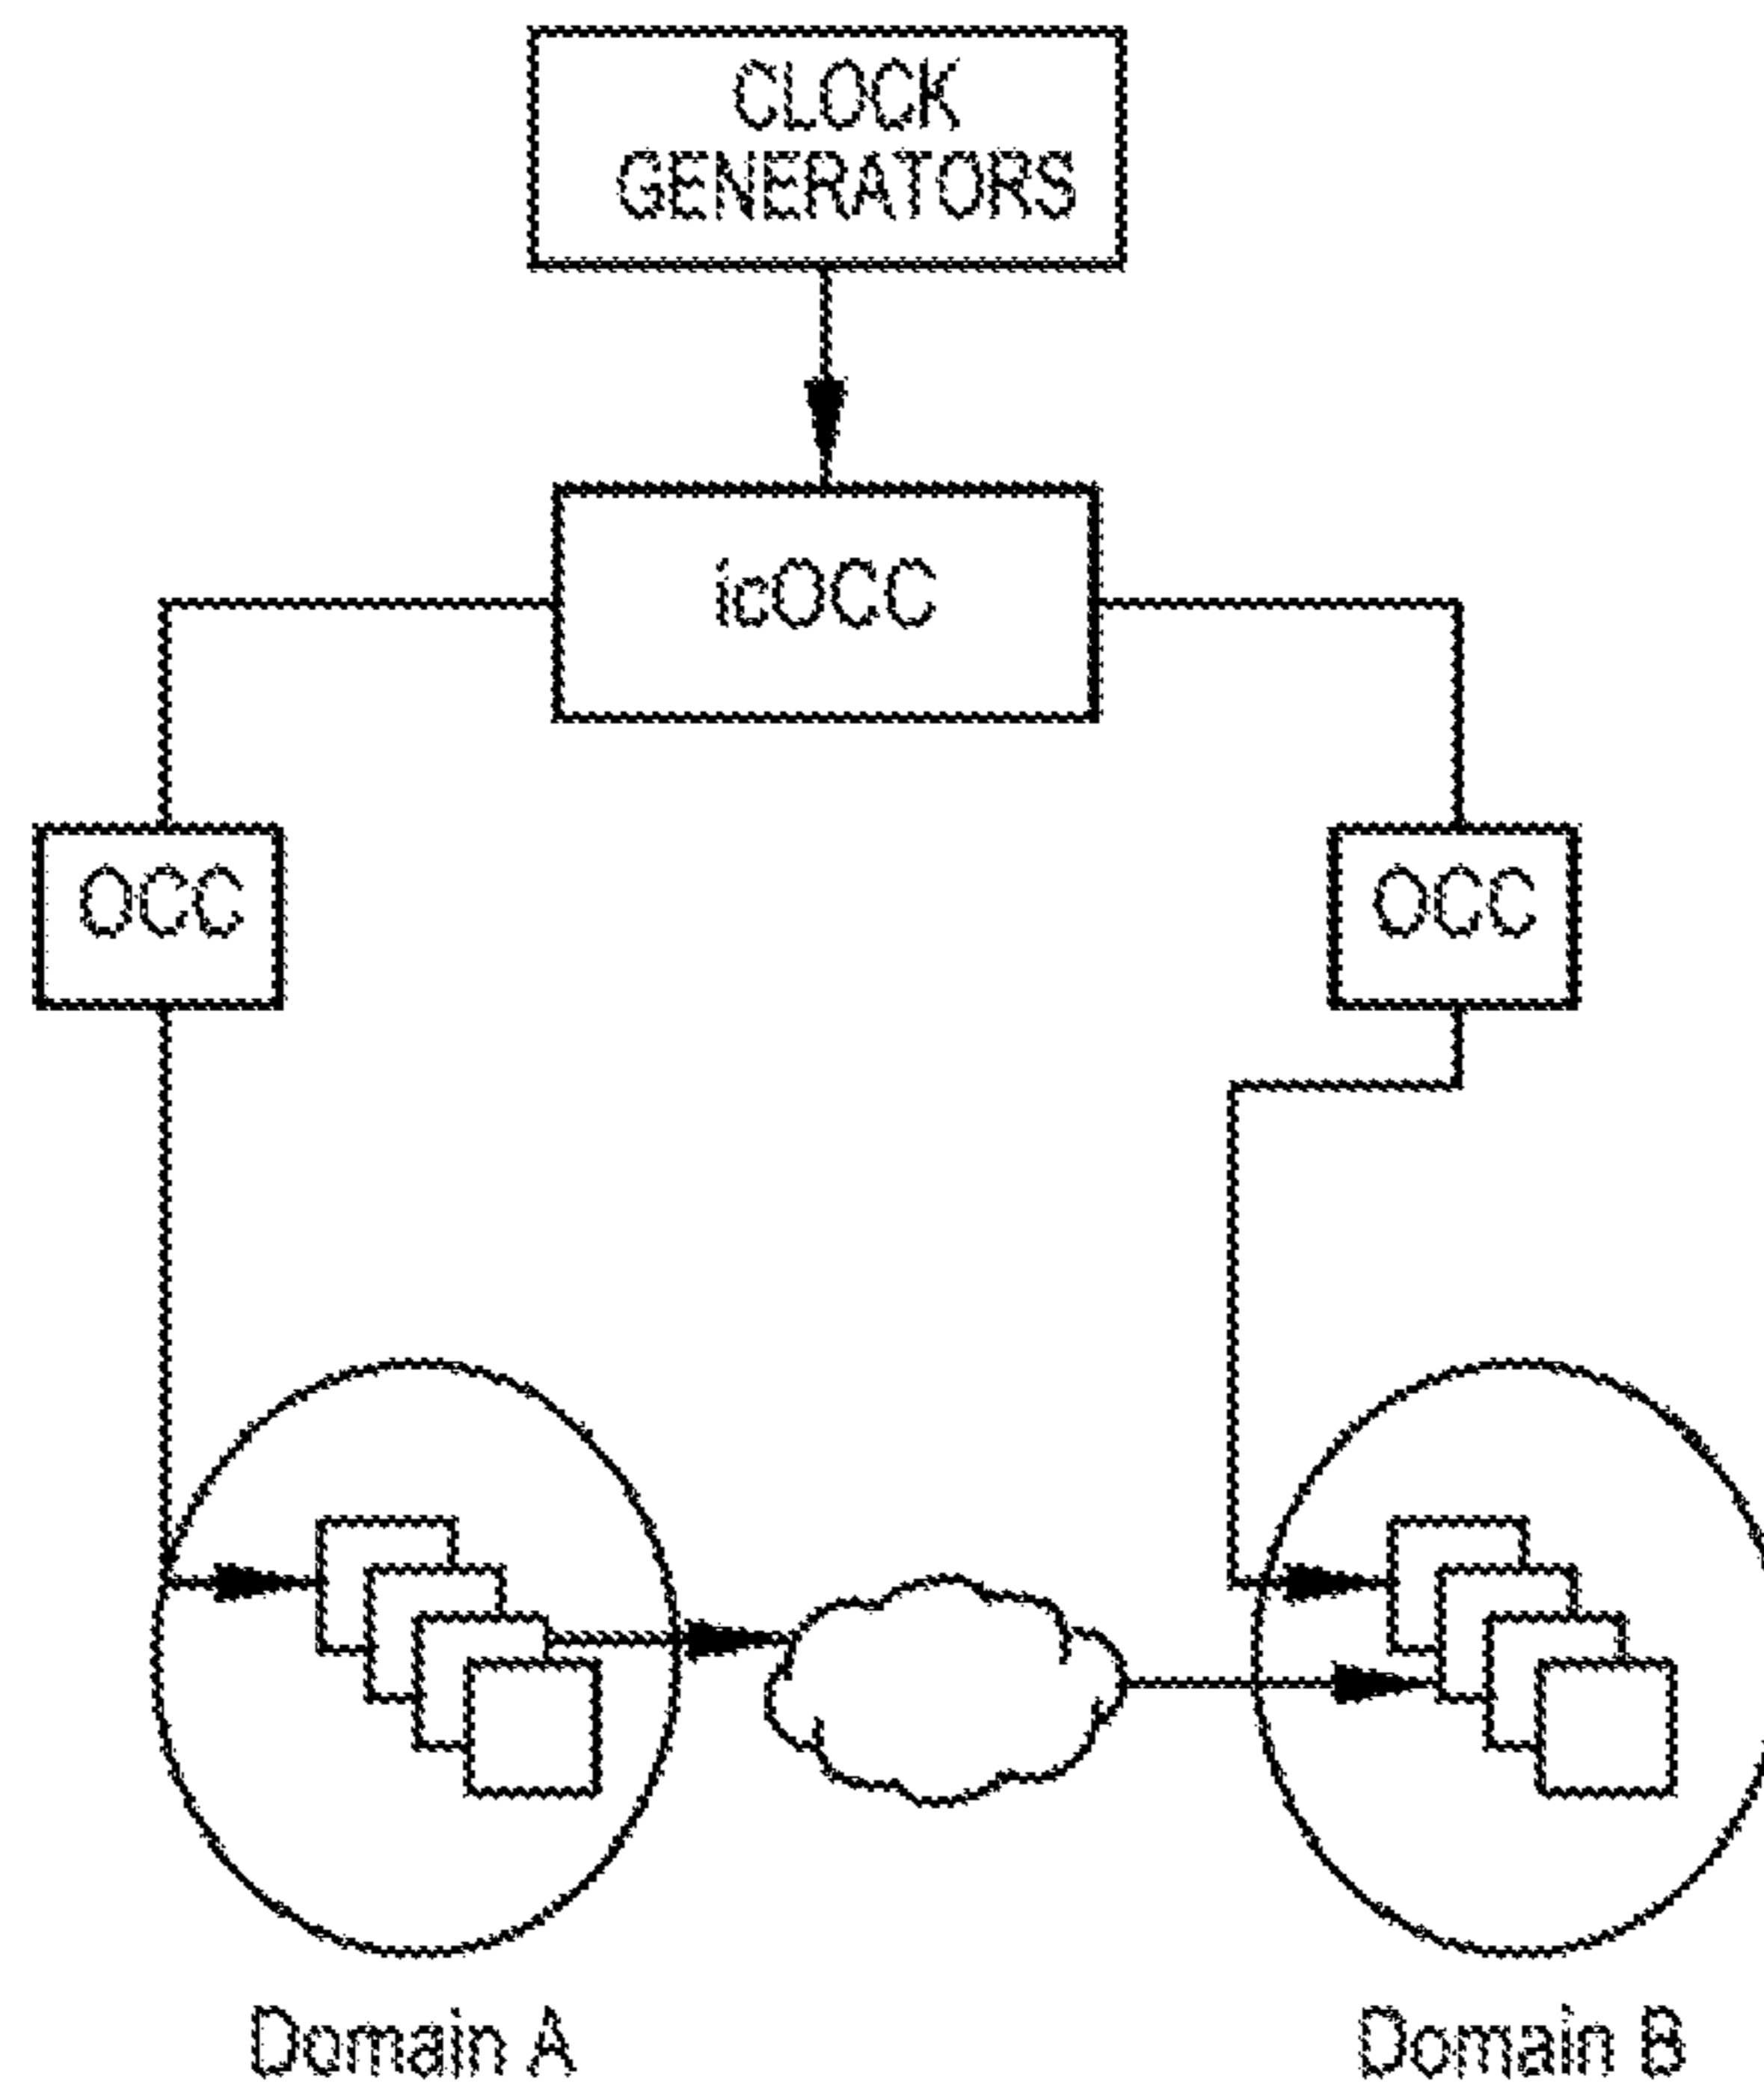 CLOCK
GENERATORS
icOCC
OCC
OCC
Domain A
Domain B